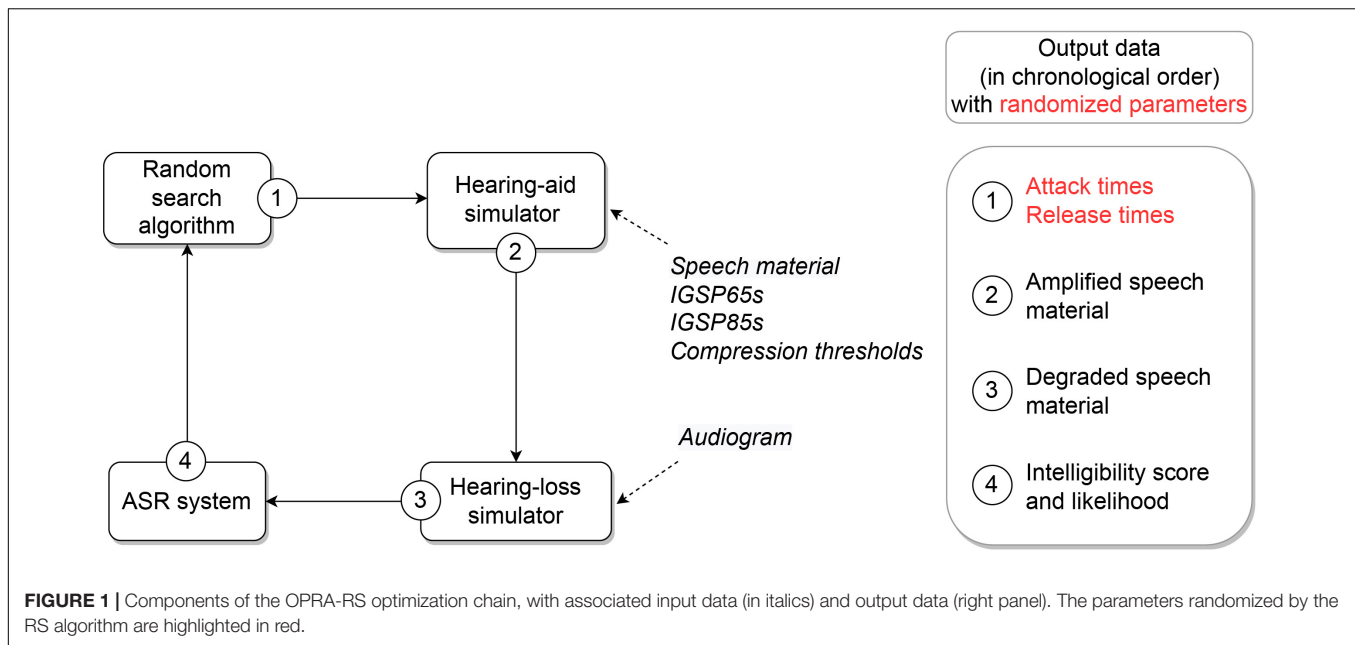 Output data
(in chronological order)
with randomized parameters
Random
search
algorithm
1
Hearing-aid
simulator
2
Speech material
IGSP65s
IGSP85s
Compression thresholds
Audiogram
4
ASR system
3
Hearing-loss
simulator
1
Attack times
Release times
2
Amplified speech
material
3
Degraded speech
material
4
Intelligibility score
and likelihood
FIGURE 1 | Components of the OPRA-RS optimization chain, with associated input data (in italics) and output data (right panel). The parameters randomized by the
RS algorithm are highlighted in red.